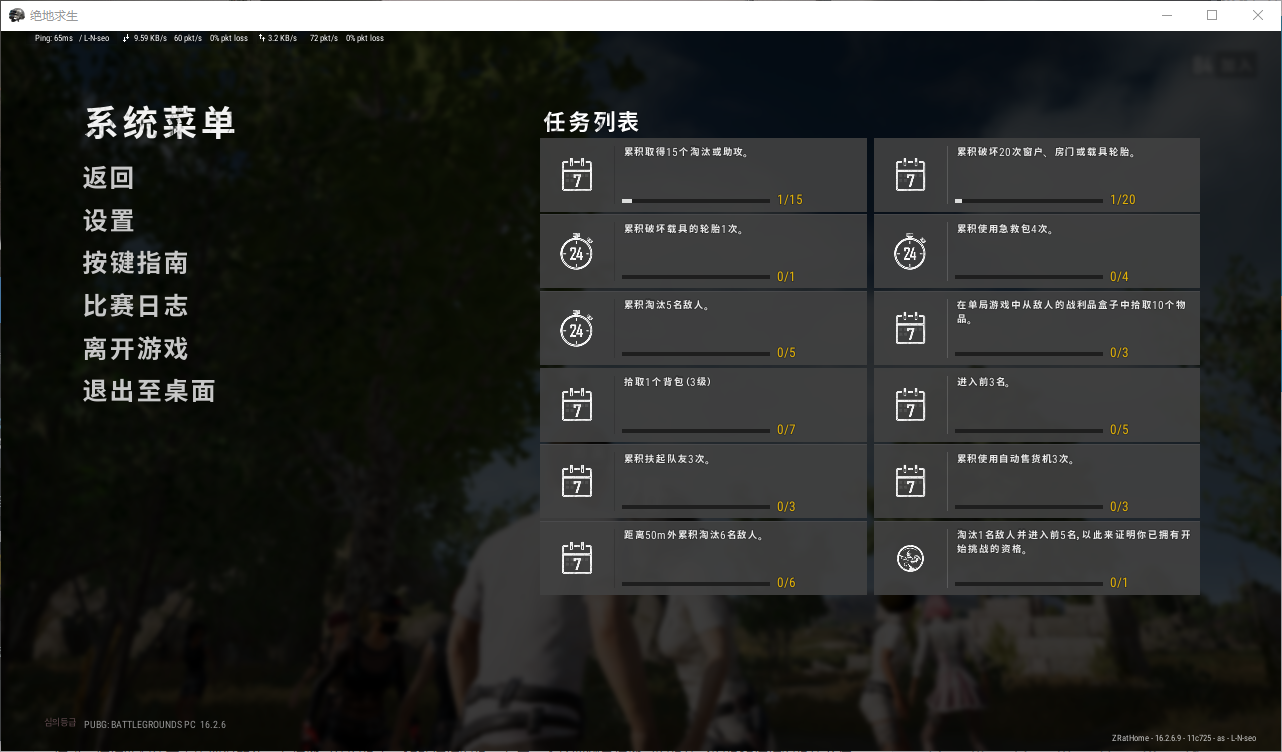 绝地求生
Ping: 65ms / L-N-seo 9.59 KB/s 60 pkt/s 0% pkt loss 3.2 KB/s 72 pkt/s 0% pkt loss
系统菜单
返回
设置
按键指南
比赛日志
离开游戏
退出至桌面
任务列表
7
累积取得15个淘汰或助攻。
1/15
7
累积破坏20次窗户、房门或载具轮胎。
1/20
24
累积破坏载具的轮胎1次。
0/1
24
累积使用急救包4次。
0/4
24
累积淘汰5名敌人。
0/5
7
在单局游戏中从敌人的战利品盒子中拾取10个物
品。
0/3
7
拾取1个背包(3级)
0/7
7
进入前3名。
0/5
7
累积扶起队友3次。
0/3
7
累积使用自动售货机3次。
0/3
7
距离50m外累积淘汰6名敌人。
0/6
淘汰1名敌人并进入前5名,以此来证明你已拥有开
始挑战的资格。
0/1
PUBG: BATTLEGROUNDS PC 16.2.6
ZRatHome - 16.2.6.9 - 11c725 - as - L-N-seo